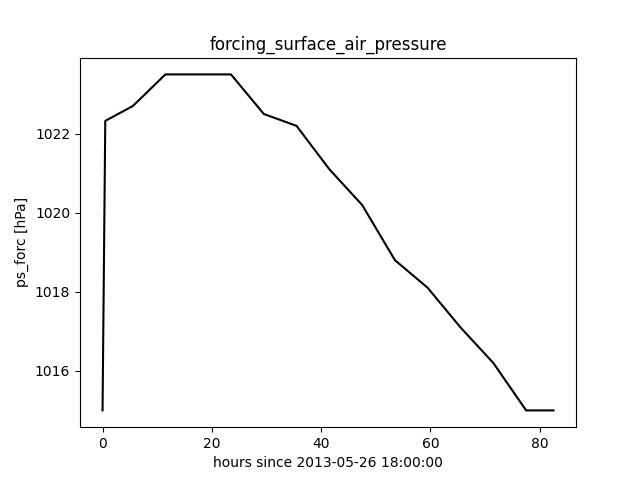 forcing_surface_air_pressure
ps_forc [hPa]
1022
1020
1018
1016
0 20 40 60 80
hours since 2013-05-26 18:00:00